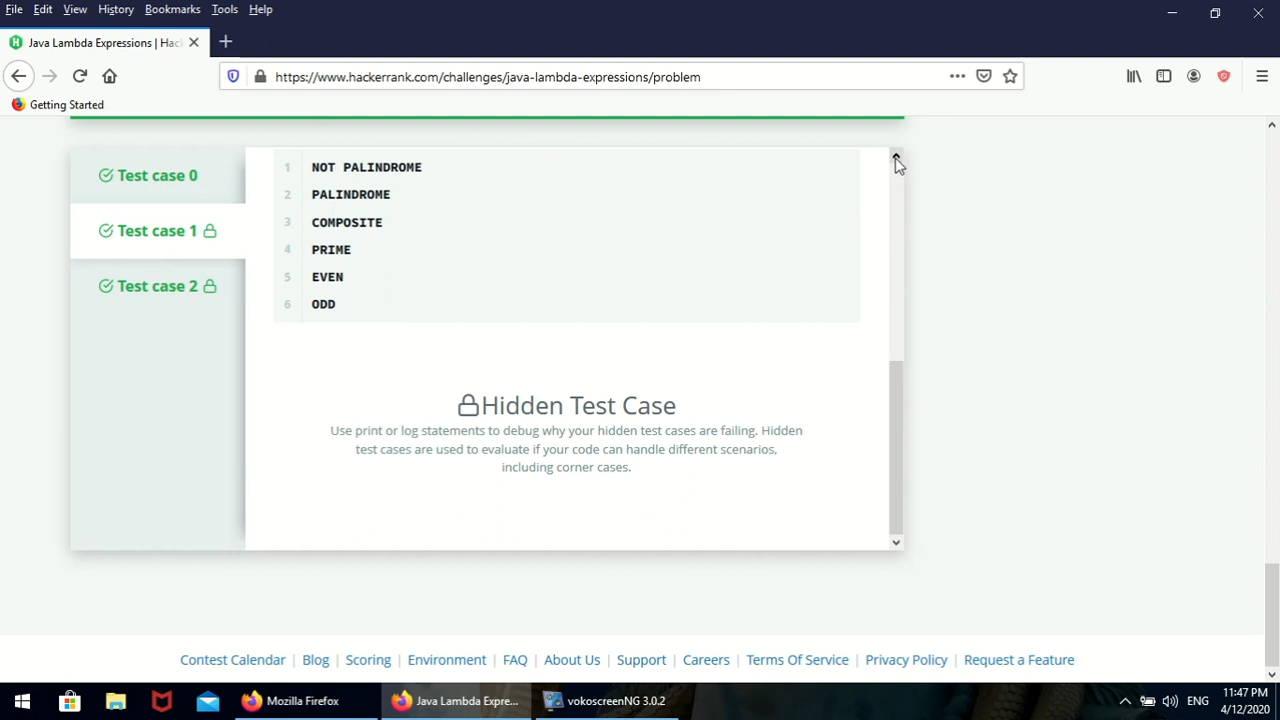 File Edit View History Bookmarks Tools Help
Java Lambda Expressions | Hac
https://www.hackerrank.com/challenges/java-lambda-expressions/problem
Getting Started
Test case 0
Test case 1
Test case 2
1 NOT PALINDROME
2 PALINDROME
3 COMPOSITE
4 PRIME
5 EVEN
6 ODD
Hidden Test Case
Use print or log statements to debug why your hidden test cases are failing. Hidden
test cases are used to evaluate if your code can handle different scenarios,
including corner cases.
Contest Calendar | Blog | Scoring | Environment | FAQ | About Us | Support | Careers | Terms Of Service | Privacy Policy | Request a Feature
Mozilla Firefox
Java Lambda Expre...
vokoscreenNG 3.0.2
ENG
11:47 PM
4/12/2020